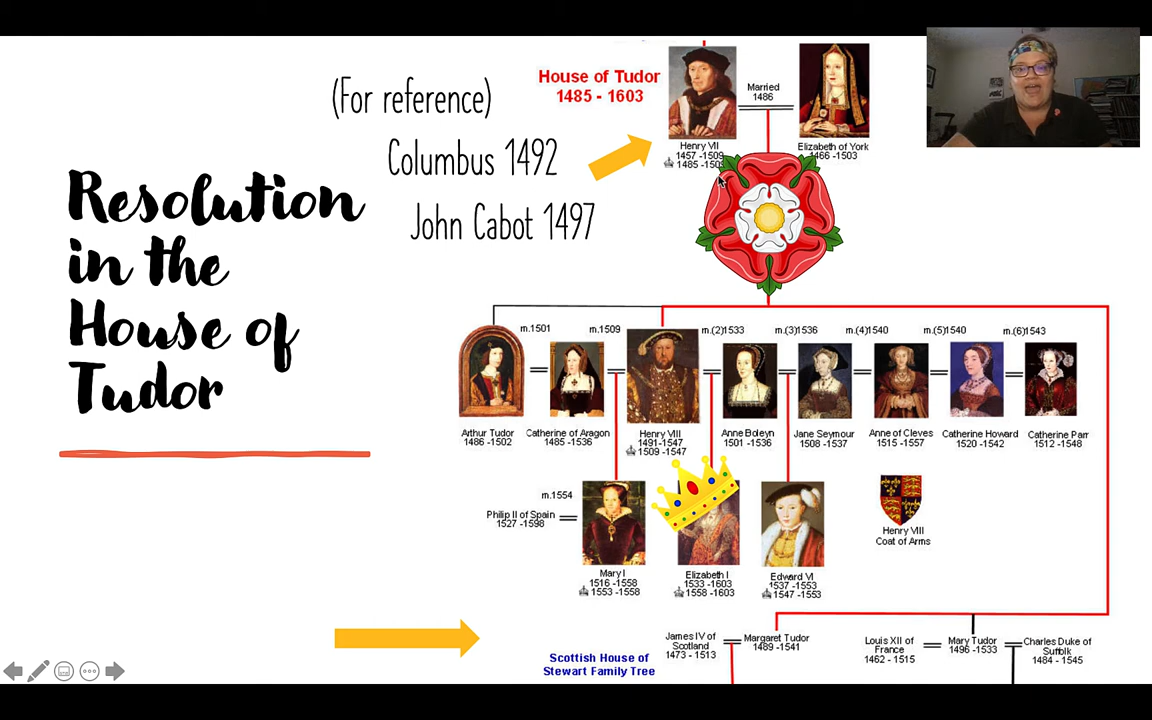 Resolution
in the
House of
Tudor
(For reference)
Columbus 1492
John Cabot 1497
House of Tudor
1485 - 1603
Married
1486
Henry VII
1457 -1509
1485 -150
Elizabeth of York
1466 -1503
m.1501
m.1509
m.(2)1533
m.(3)1536
m.(4)1540
m.(5)1540
m.(6)1543
Arthur Tudor
1486 -1502
Catherine of Aragon
1485 -1536
Henry VIII
1491-1547
1509 -1547
Anne Boleyn
1501 -1536
Jane Seymour
1508 -1537
Anne of Cleves
1515 -1557
Catherine Howard
1520 -1542
Catherine Parr
1512 -1548
m.1554
Philip II of Spain
1527 -1598
Mary I
1516 -1558
1553 -1558
Elizabeth I
1533 -1603
1558 -1603
Edward VI
1537 -1553
1547 -1553
Henry VIII
Coat of Arms
James IV of
Scotland
1473 - 1513
Margaret Tudor
1489 -1541
Louis XII of
France
1462 - 1515
Mary Tudor
1496 -1533
Charles Duke of
Suffolk
1484 - 1545
Scottish House of
Stewart Family Tree